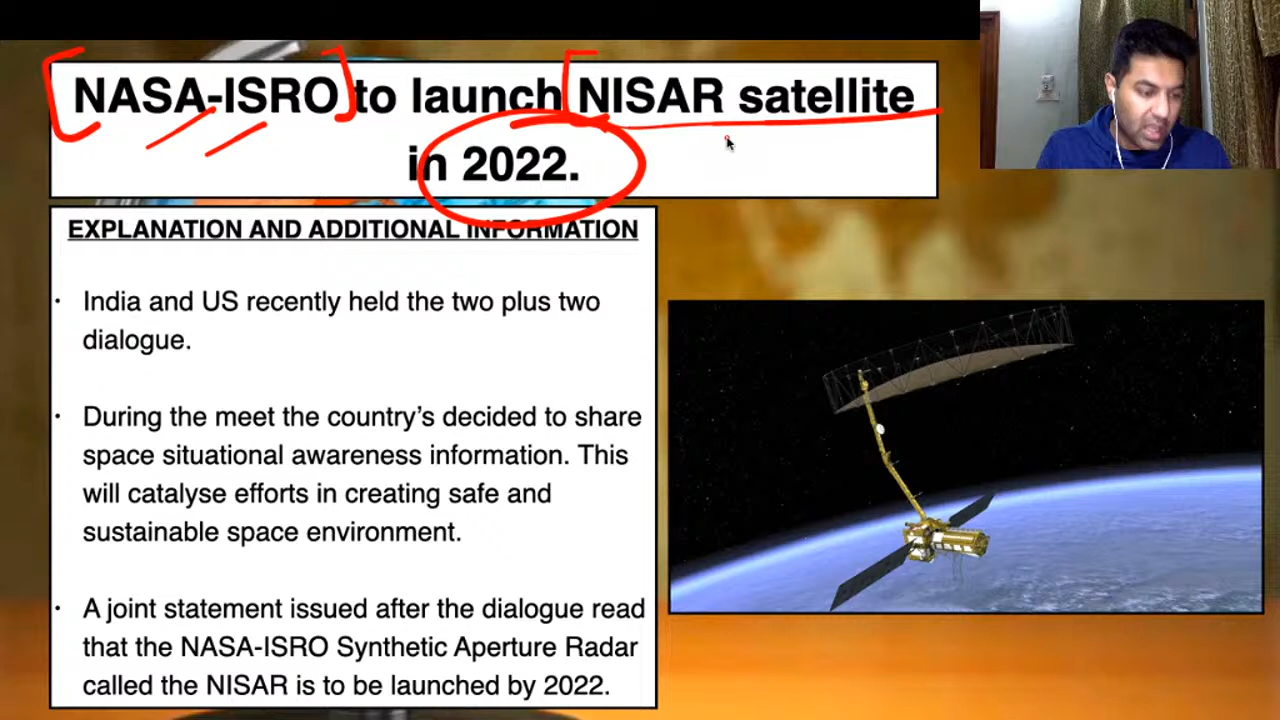 NASA-ISRO to launch NISAR satellite
in 2022.
EXPLANATION AND ADDITIONAL INFORMATION
• India and US recently held the two plus two
dialogue.
• During the meet the country's decided to share
space situational awareness information. This
will catalyse efforts in creating safe and
sustainable space environment.
• A joint statement issued after the dialogue read
that the NASA-ISRO Synthetic Aperture Radar
called the NISAR is to be launched by 2022.